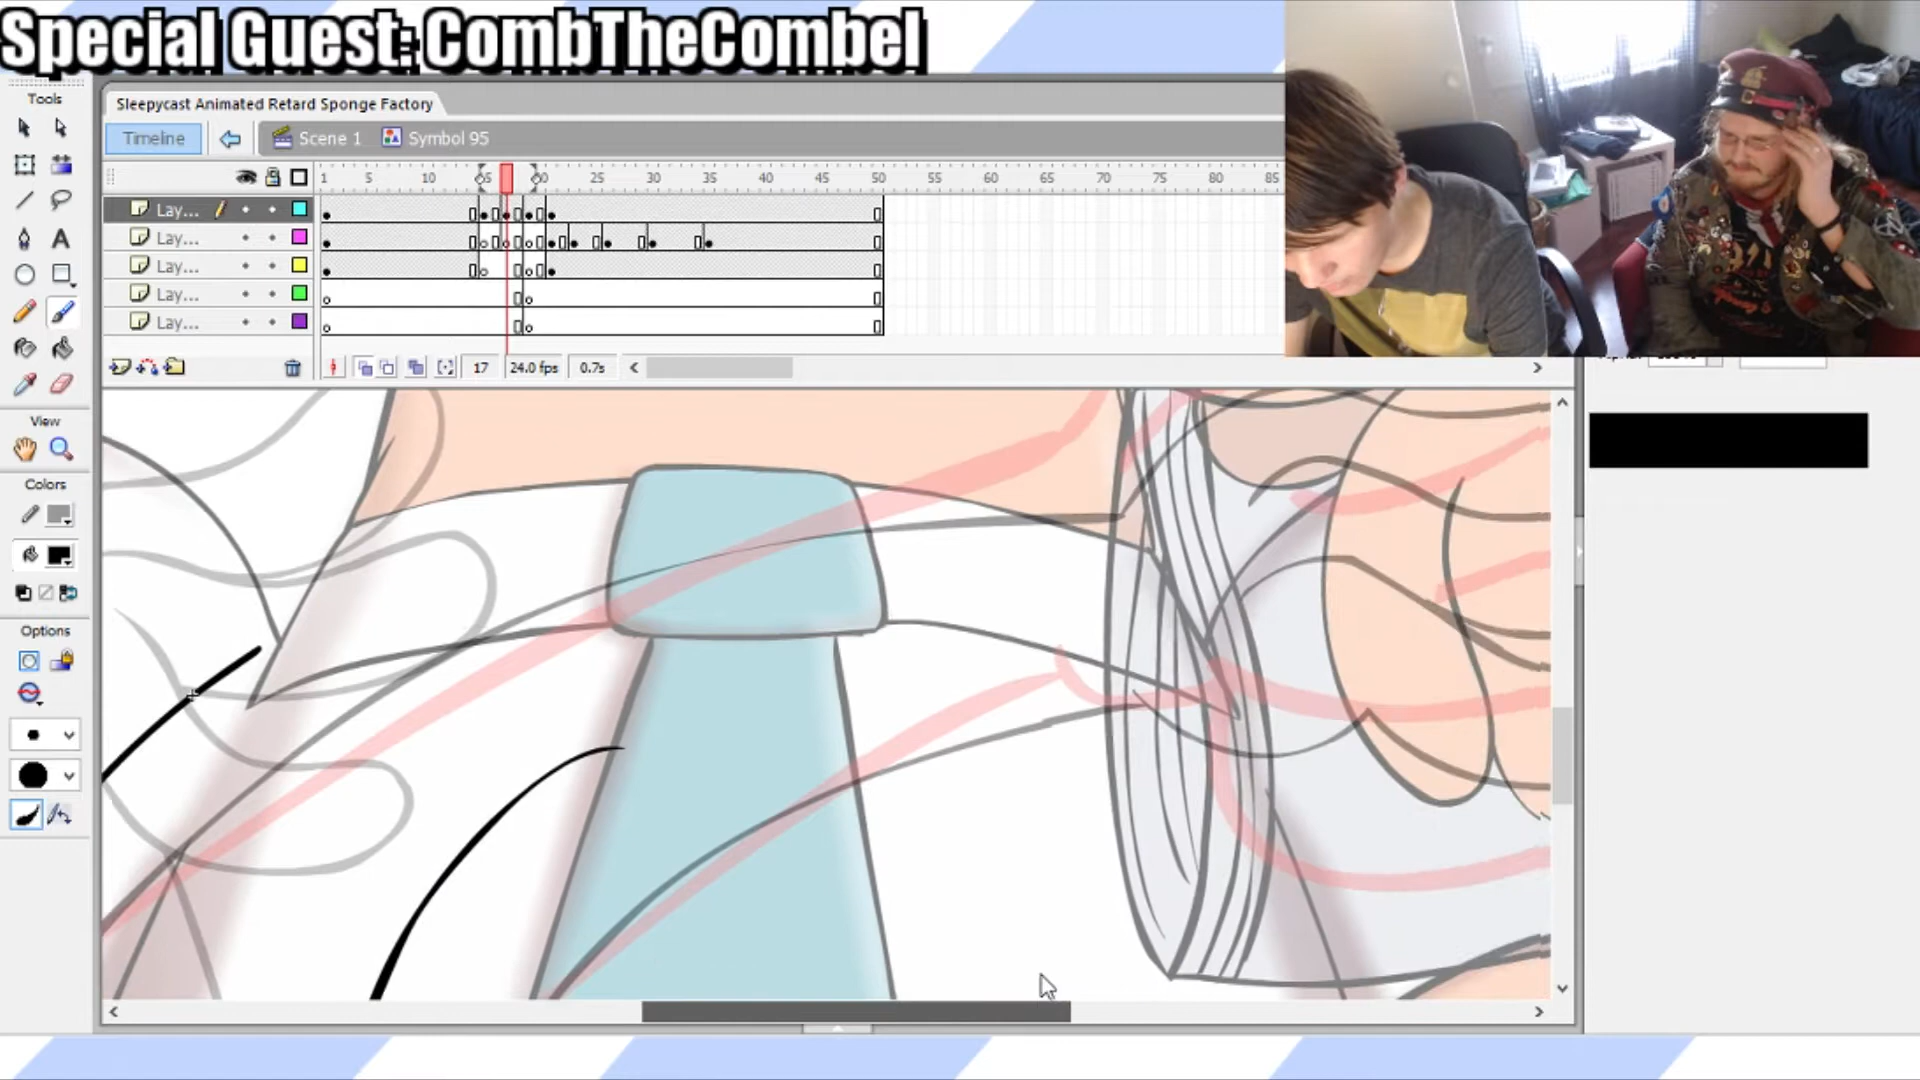 Special Guest: CombTheCombel
Tools
Sleepycast Animated Retard Sponge Factory
Timeline Scene 1 Symbol 95
1 5 10 25 30 35 40 45 50 55 60 65 70 75 80 85
Lay...
Lay...
Lay...
Lay...
Lay...
17 24.0 fps 0.7s
View
Colors
Options